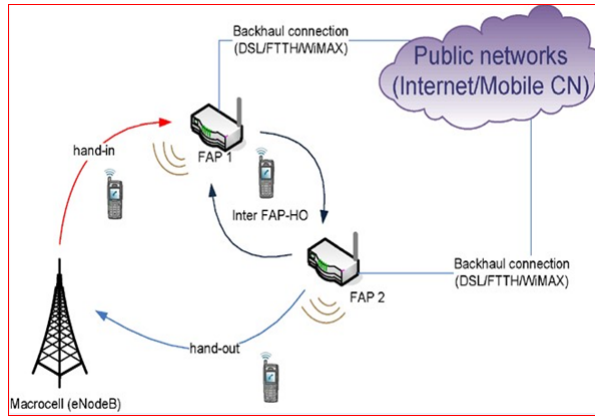 Backhaul connection
(DSL/FTTH/WiMAX)
Public networks
(Internet/Mobile CN)
hand-in
FAP 1
Inter FAP-HO
Backhaul connection
(DSL/FTTH/WiMAX)
FAP 2
hand-out
Macrocell (eNodeB)